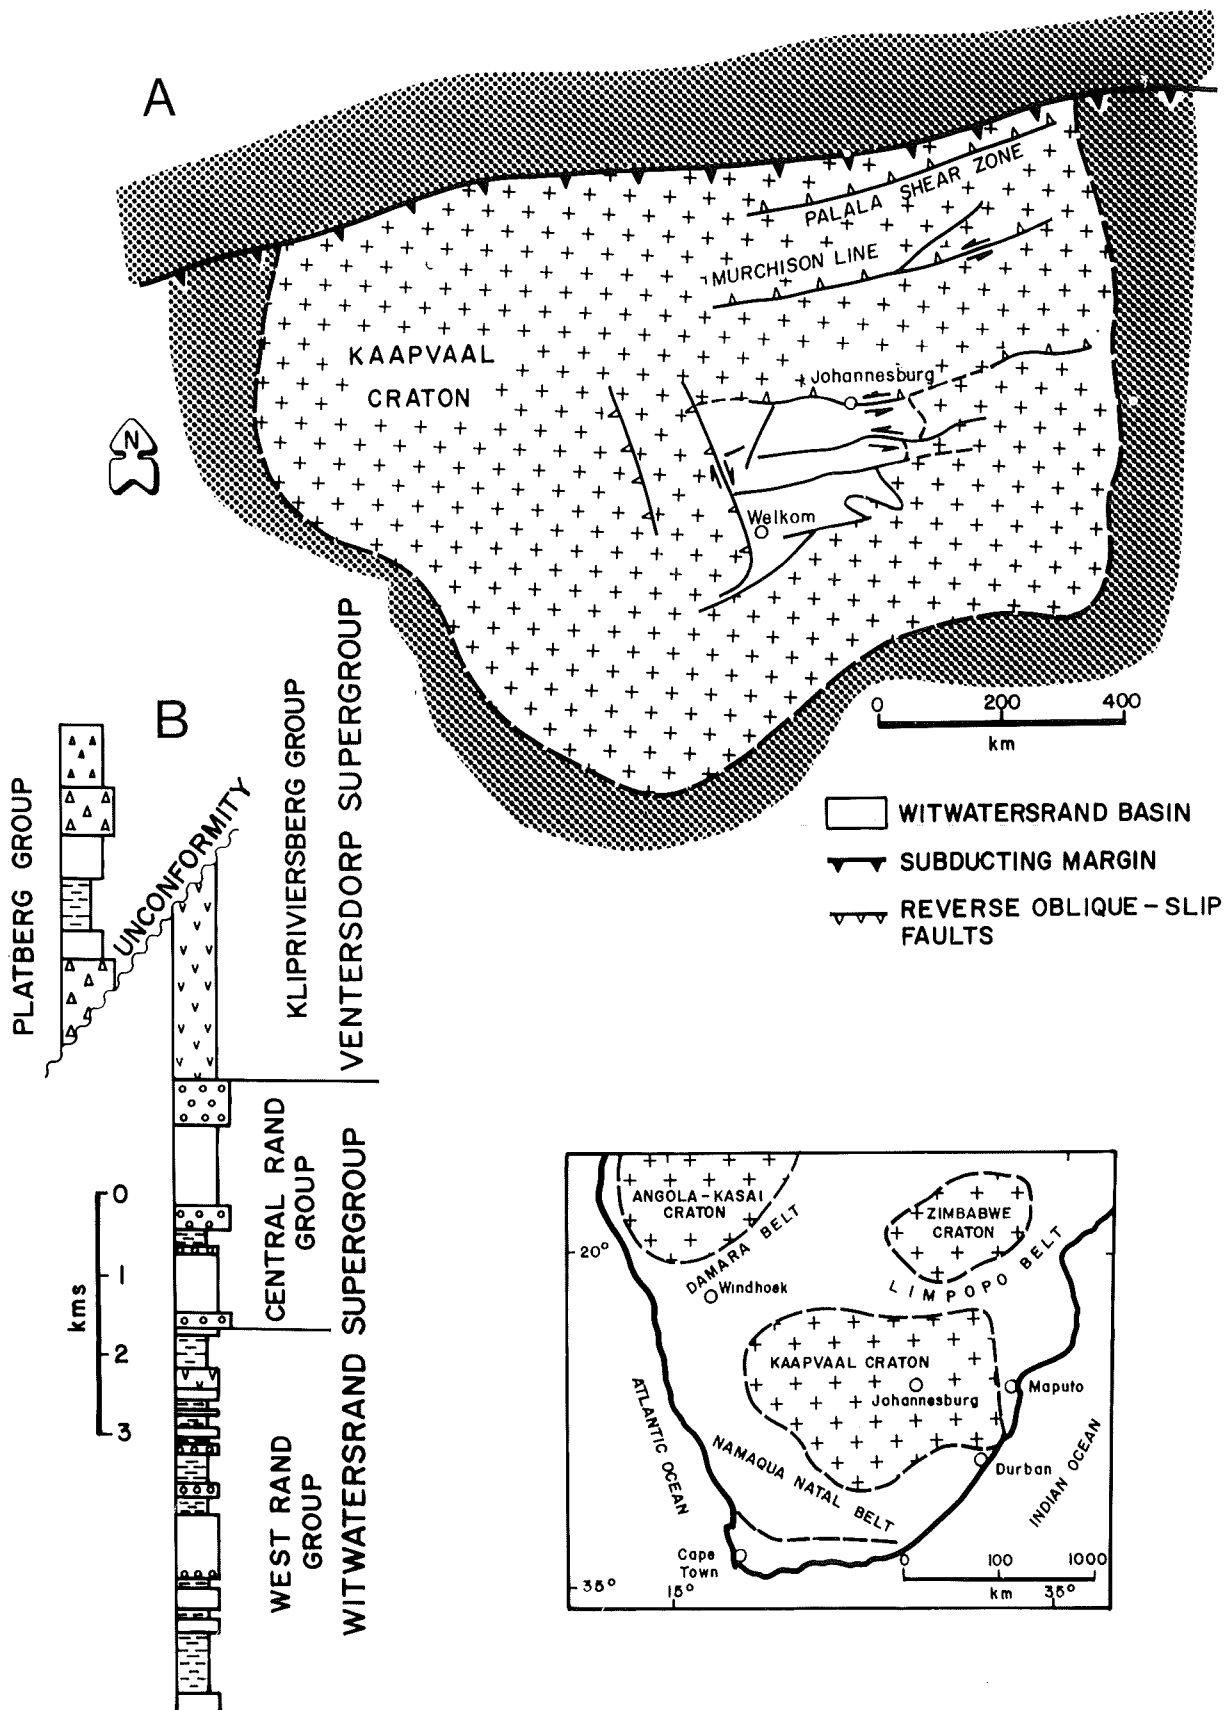 A
PALALA SHEAR ZONE
MURCHISON LINE
KAAPVAAL
CRATON
Johannesburg
N
Welkom
0 200 400
km
WITWATERSRAND BASIN
SUBDUCTING MARGIN
REVERSE OBLIQUE-SLIP
FAULTS
B
PLATBERG GROUP
UNCONFORMITY
KLIPRIVIERSBERG GROUP
VENTERSDORP SUPERGROUP
CENTRAL RAND
GROUP
WEST RAND
GROUP
WITWATERSRAND SUPERGROUP
0
1
2
3
kms
ANGOLA-KASAI
CRATON
ZIMBABWE
CRATON
20°
DAMARA BELT
Windhoek
LIMPOPO BELT
KAAPVAAL CRATON
Johannesburg
Maputo
ATLANTIC OCEAN
NAMAQUA NATAL BELT
Durban
INDIAN OCEAN
Cape
Town
0 100 1000
km
35°
15°
35°